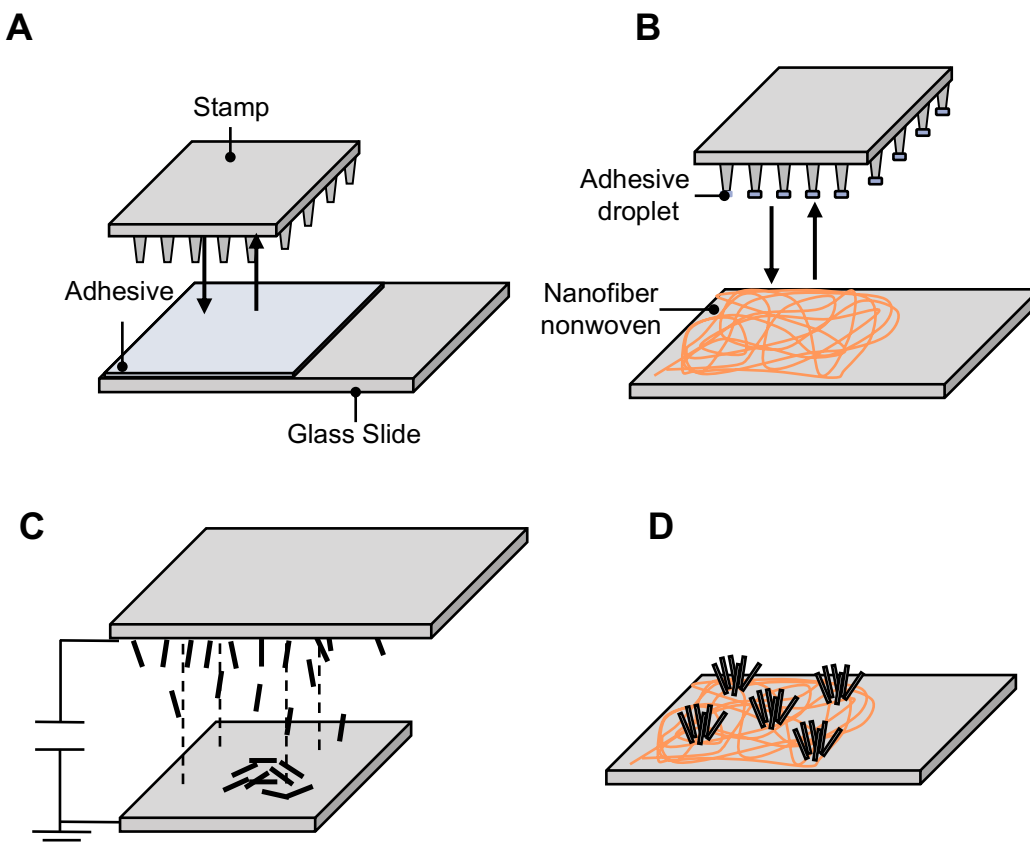 A
Stamp
Adhesive
Glass Slide
B
Adhesive
droplet
Nanofiber
nonwoven
C
D